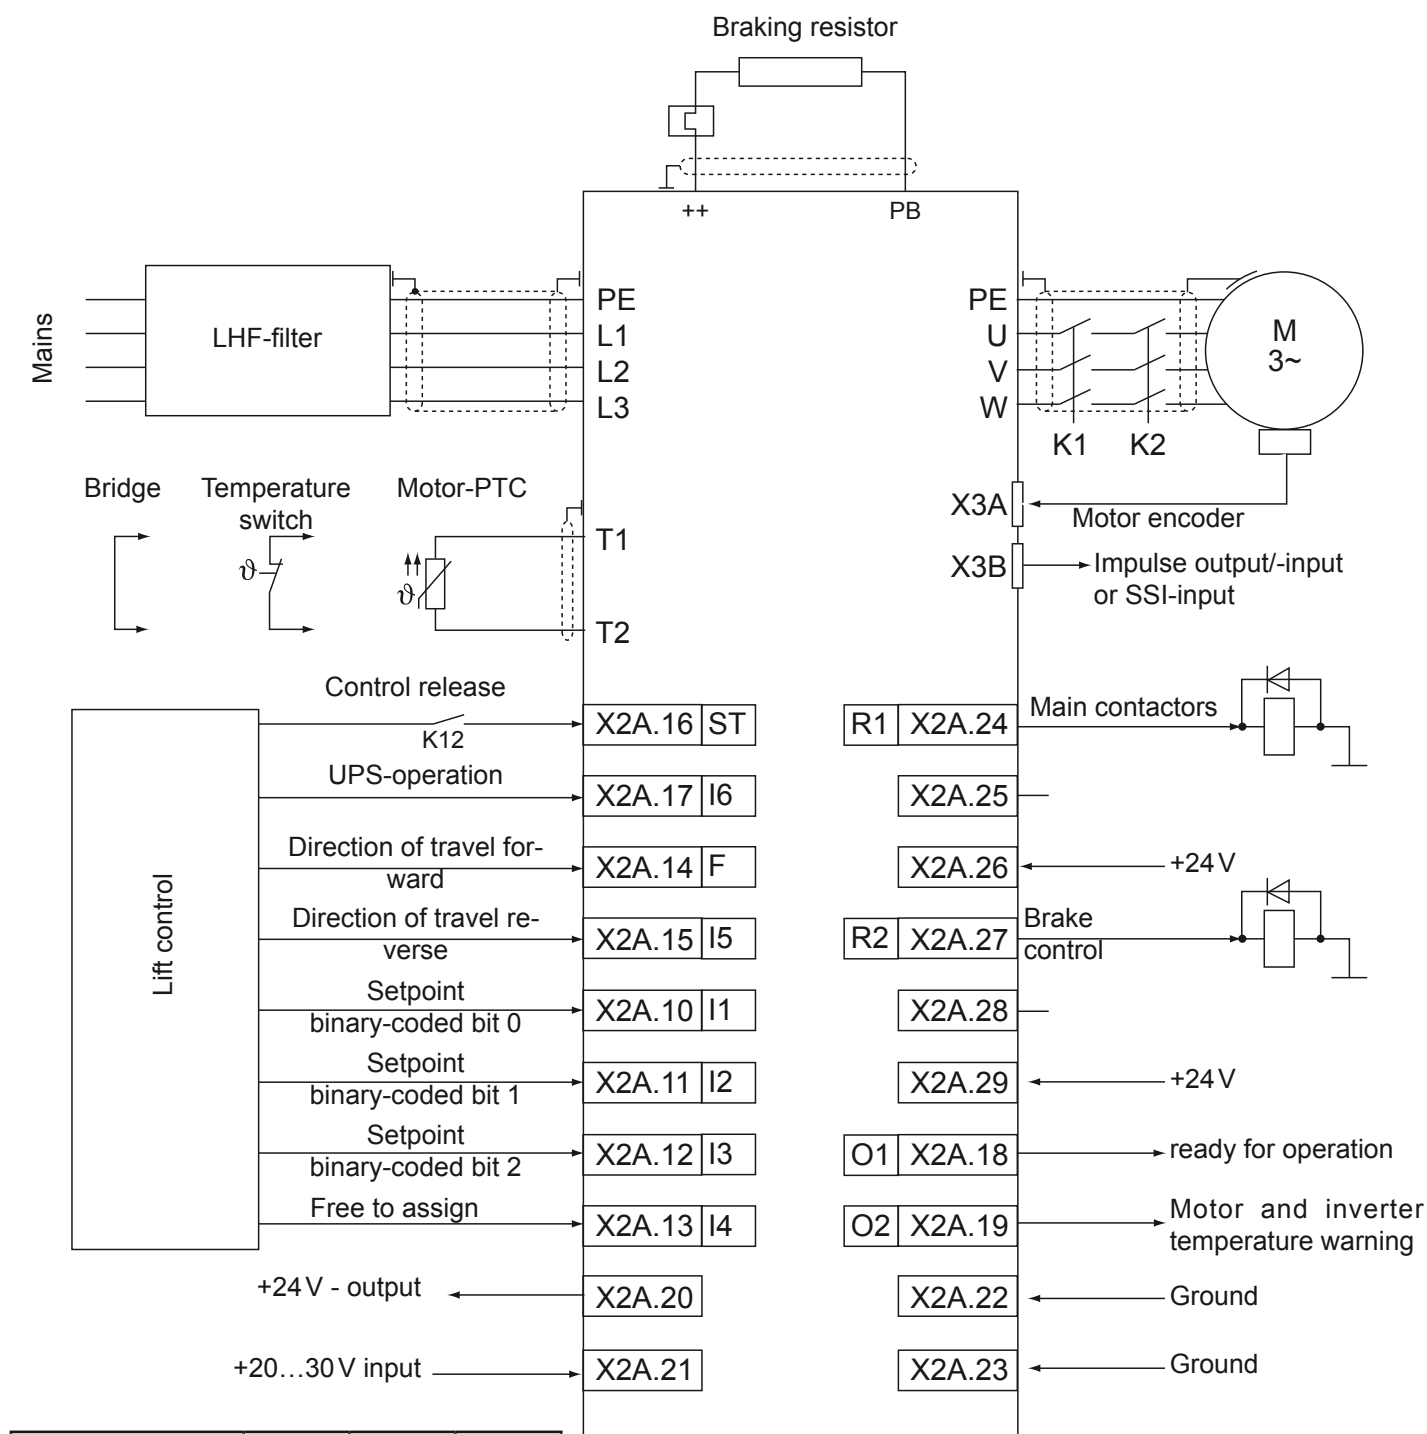 Braking resistor
++ PB
Mains
LHF-filter
PE
L1
L2
L3
PE
U
V
W
K1 K2
M
3~
Bridge
Temperature
switch
Motor-PTC
ϑ
ϑ
T1
T2
X3A
Motor encoder
X3B
Impulse output/-input
or SSI-input
Lift control
Control release
K12
X2A.16 ST
UPS-operation
X2A.17 I6
Direction of travel for-
ward
X2A.14 F
Direction of travel re-
verse
X2A.15 I5
Setpoint
binary-coded bit 0
X2A.10 I1
Setpoint
binary-coded bit 1
X2A.11 I2
Setpoint
binary-coded bit 2
X2A.12 I3
Free to assign
X2A.13 I4
+24V - output
X2A.20
+20…30V input
X2A.21
R1 X2A.24
Main contactors
X2A.25
X2A.26
+24V
R2 X2A.27
Brake
control
X2A.28
X2A.29
+24V
O1 X2A.18
ready for operation
O2 X2A.19
Motor and inverter
temperature warning
X2A.22
Ground
X2A.23
Ground